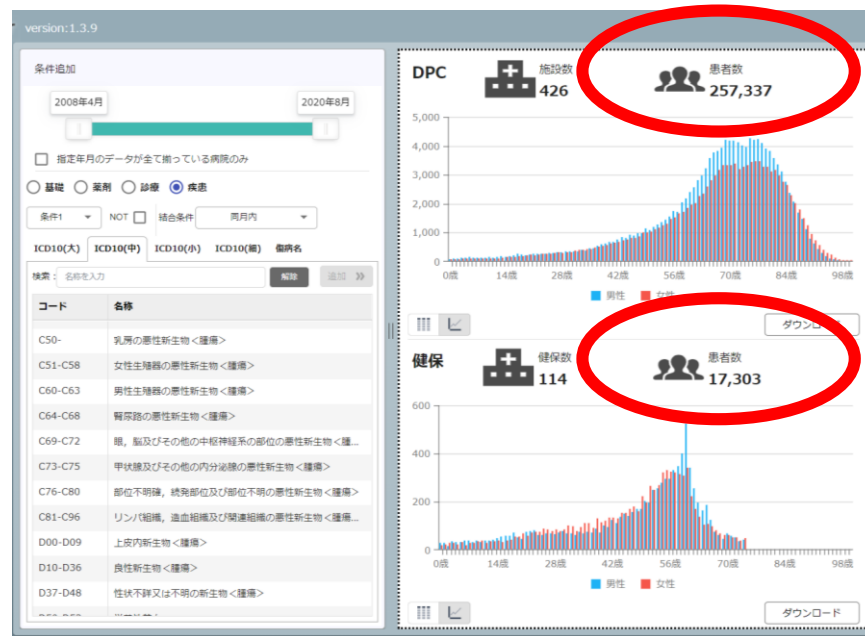 version:1.3.9
条件追加
2008年4月
2020年8月
指定年月のデータが全て揃っている病院のみ
基礎 薬剤 診療 疾患
条件1 NOT 結合条件 同月内
ICD10(大) ICD10(中) ICD10(小) ICD10(細) 傷病名
検索: 名称を入力 解除 追加
コード 名称
C50- 乳房の悪性新生物<腫瘍>
C51-C58 女性生殖器の悪性新生物<腫瘍>
C60-C63 男性生殖器の悪性新生物<腫瘍>
C64-C68 腎尿路の悪性新生物<腫瘍>
C69-C72 眼，脳及びその他の中枢神経系の部位の悪性新生物<腫...
C73-C75 甲状腺及びその他の内分泌腺の悪性新生物<腫瘍>
C76-C80 部位不明確，続発部位及び部位不明の悪性新生物<腫瘍>
C81-C96 リンパ組織，造血組織及び関連組織の悪性新生物<腫瘍...
D00-D09 上皮内新生物<腫瘍>
D10-D36 良性新生物<腫瘍>
D37-D48 性状不詳又は不明の新生物<腫瘍>
DPC 施設数 426 患者数 257,337
5,000
4,000
3,000
2,000
1,000
0
0歳 14歳 28歳 42歳 56歳 70歳 84歳 98歳
男性 女性
ダウンロード
健保 健保数 114 患者数 17,303
600
400
200
0
0歳 14歳 28歳 42歳 56歳 70歳 84歳 98歳
男性 女性
ダウンロード